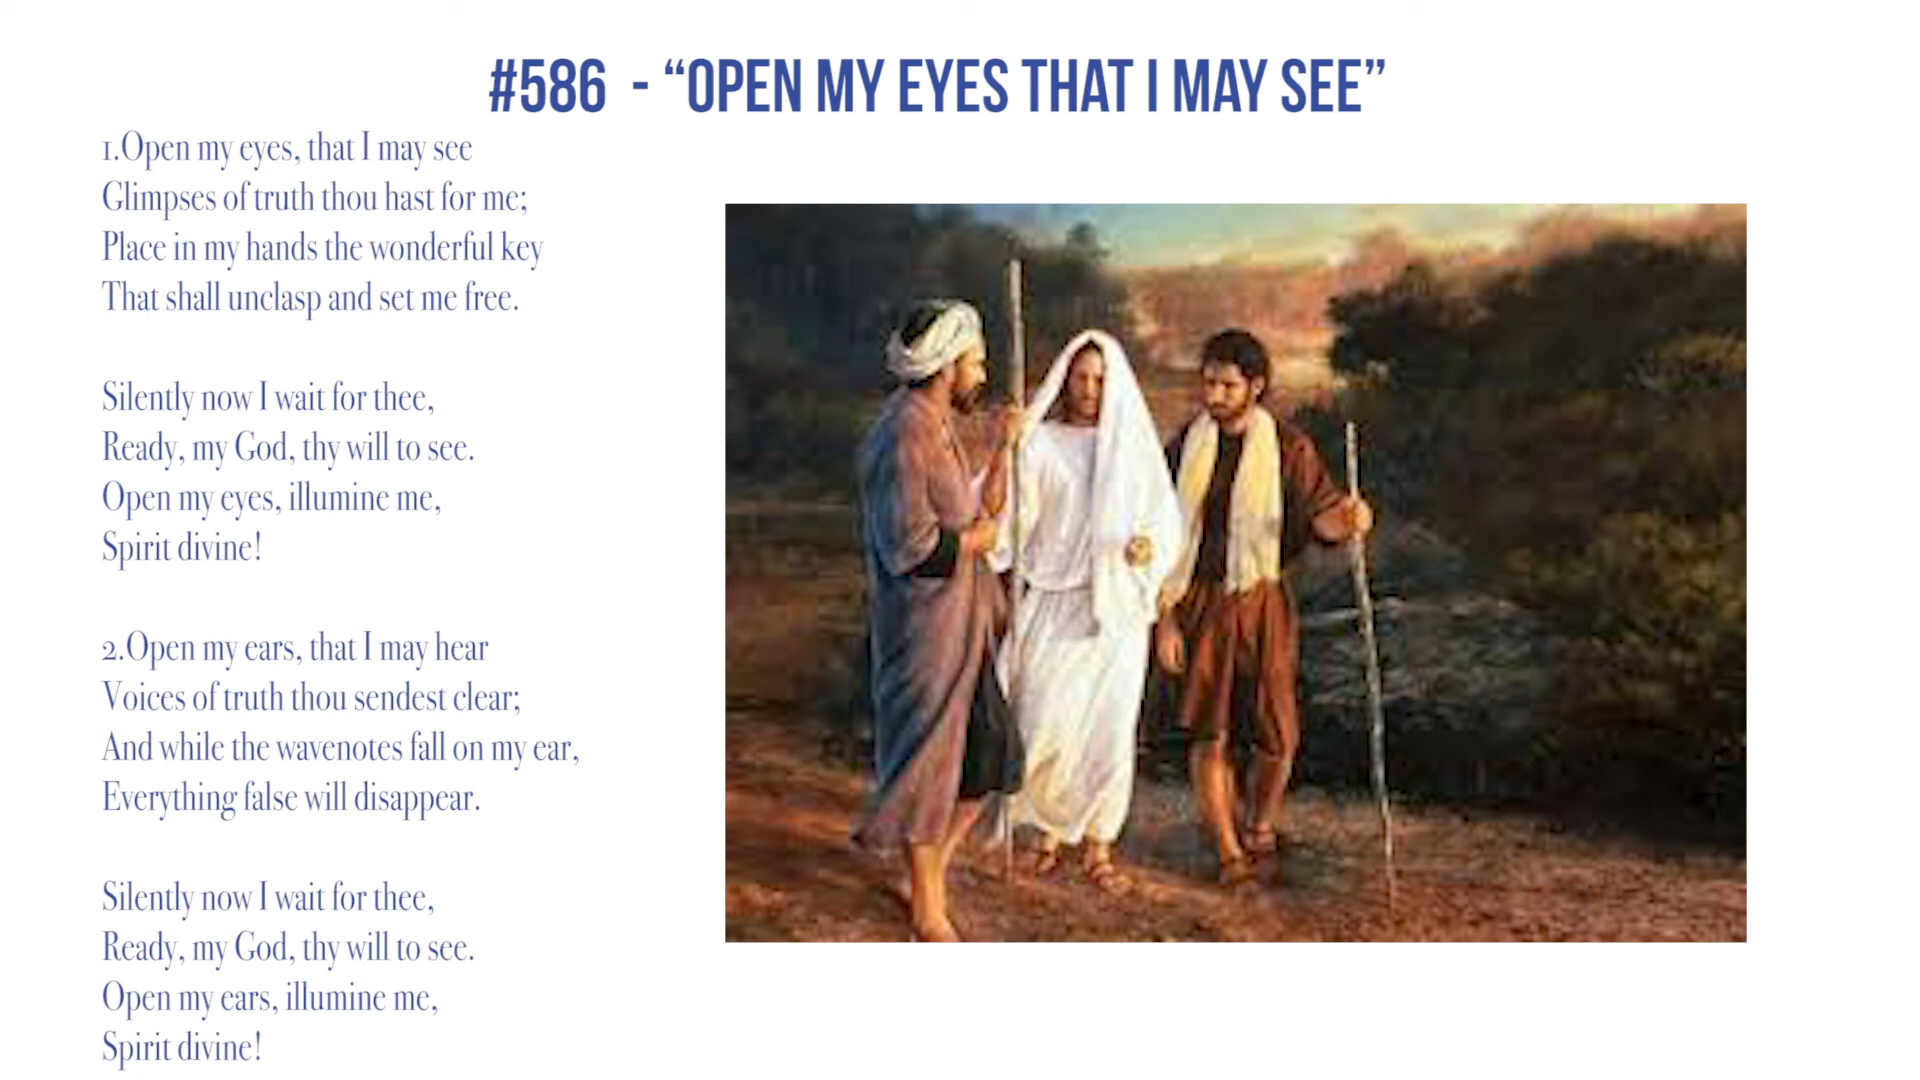 #586 - “OPEN MY EYES THAT I MAY SEE”
1.Open my eyes, that I may see
Glimpses of truth thou hast for me;
Place in my hands the wonderful key
That shall unclasp and set me free.
Silently now I wait for thee,
Ready, my God, thy will to see.
Open my eyes, illumine me,
Spirit divine!
2.Open my ears, that I may hear
Voices of truth thou sendest clear;
And while the wavenotes fall on my ear,
Everything false will disappear.
Silently now I wait for thee,
Ready, my God, thy will to see.
Open my ears, illumine me,
Spirit divine!